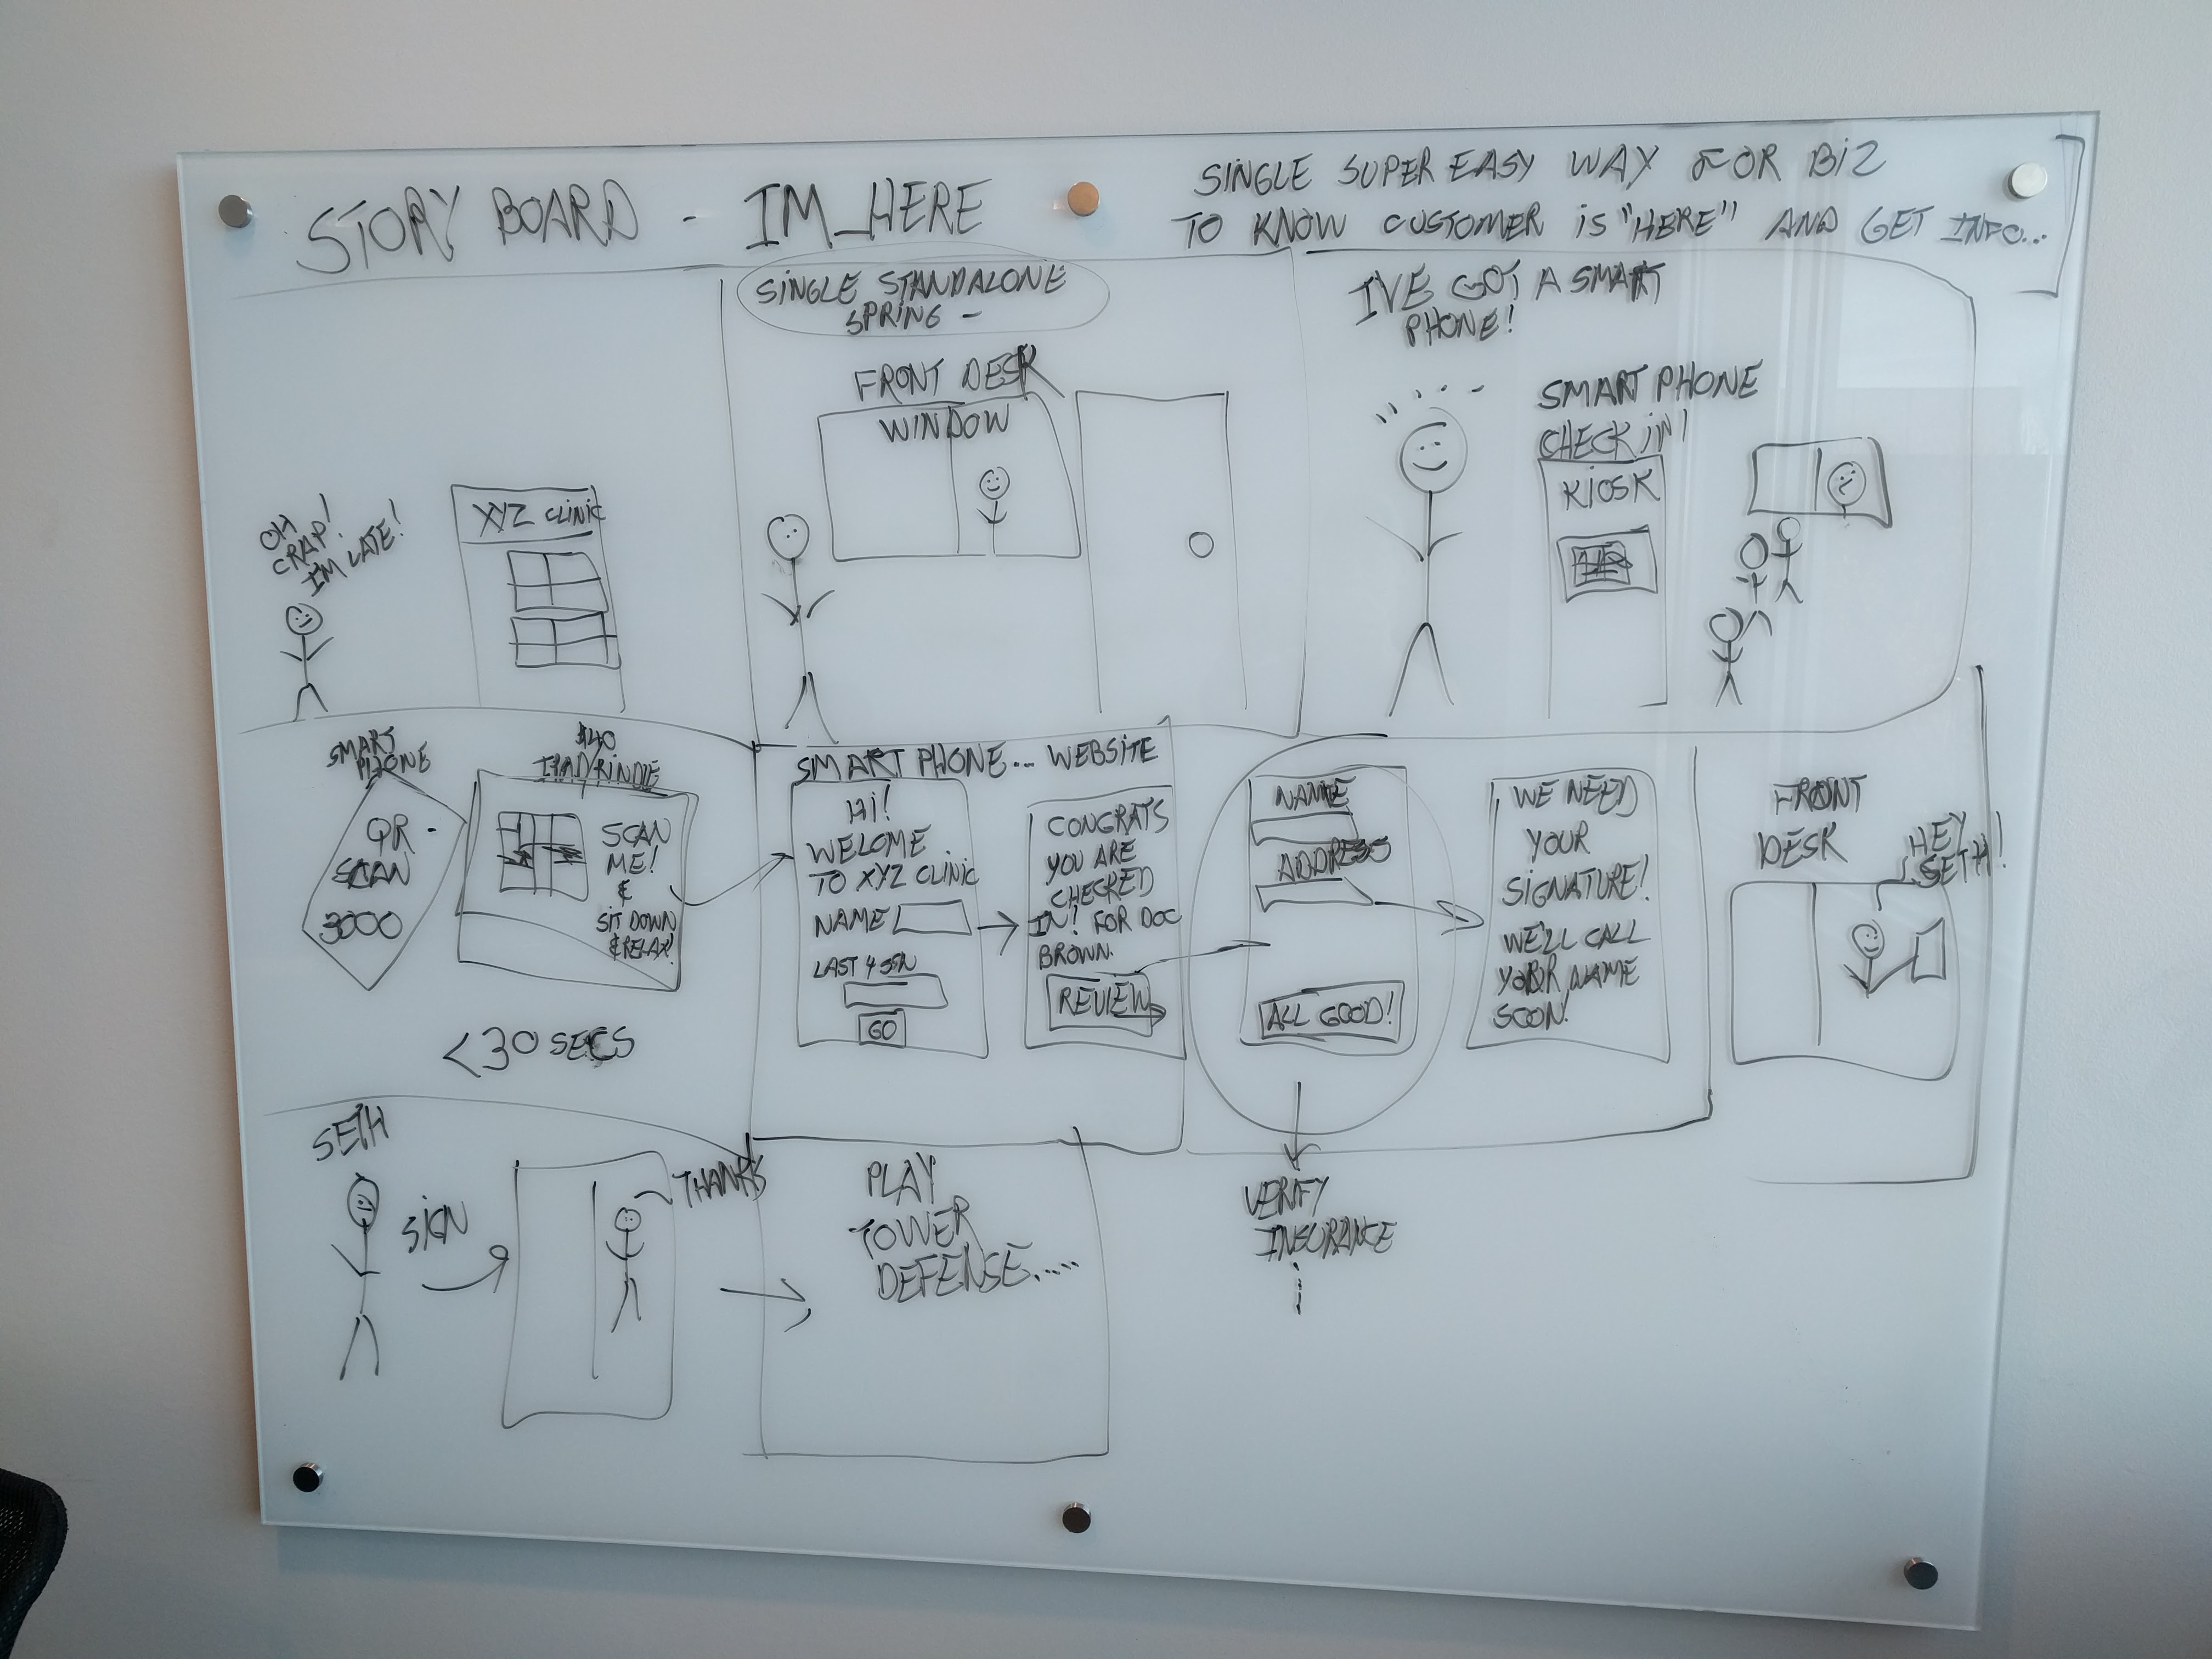 STORY BOARD - IM_HERE
SINGLE SUPER EASY WAY FOR BIZ
TO KNOW CUSTOMER IS "HERE" AND GET INFO...
OH
CRAP!
IM LATE!
XYZ CLINIC
SINGLE STANDALONE
SPRING -
FRONT DESK
WINDOW
I'VE GOT A SMART
PHONE!
SMART PHONE
CHECK IN!
KIOSK
SMART
PHONE
QR -
SCAN
3000
$40
SCAN
ME!
&
SIT DOWN
& RELAX!
<30 SECS
SMART PHONE... WEBSITE
HI!
WELOME
TO XYZ CLINIC
NAME
LAST 4 SSN
GO
CONGRATS
YOU ARE
CHECKED
IN! FOR DOC
BROWN.
REVIEW
NAME
ADDRESS
ALL GOOD!
VERIFY
INSURANCE
WE NEED
YOUR
SIGNATURE!
WE'LL CALL
YOUR NAME
SOON!
FRONT
DESK
HEY
SETH!
SETH
SIGN
THANKS
PLAY
TOWER
DEFENSE.....